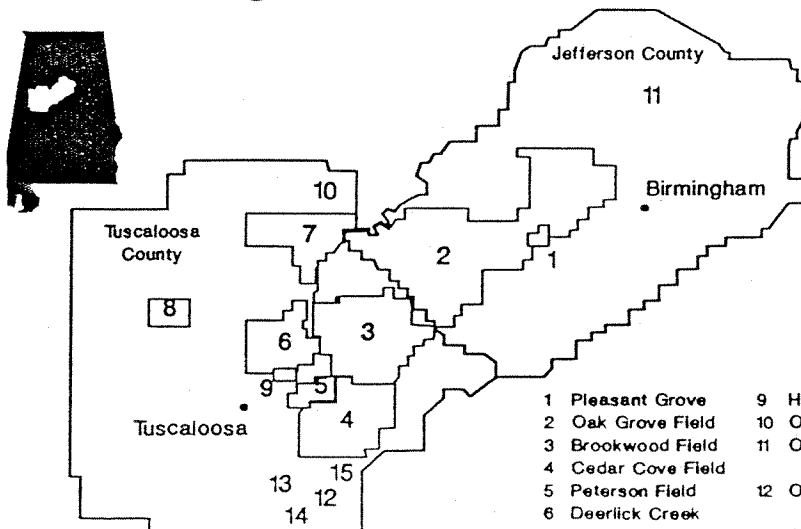 Jefferson County
11
10
Birmingham
Tuscaloosa
County
7
2
1
8
3
6
9
5
4
Tuscaloosa
15
13
12
14
1 Pleasant Grove 9 H
2 Oak Grove Field 10 O
3 Brookwood Field 11 O
4 Cedar Cove Field
5 Peterson Field 12 O
6 Deerlick Creek